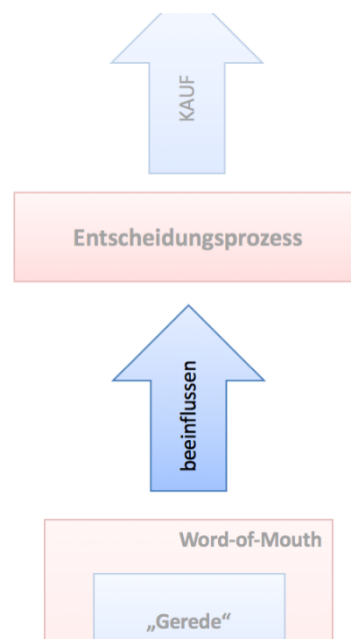 KAUF
Entscheidungsprozess
beeinflussen
Word-of-Mouth
„Gerede“